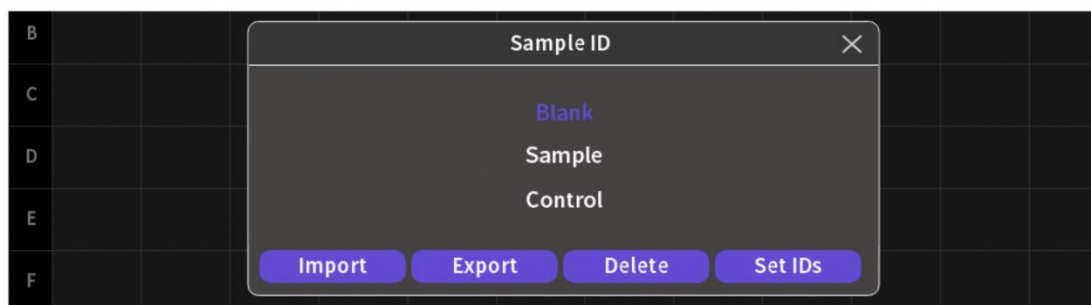 B
Sample ID
C
Blank
D
Sample
Control
E
Import Export Delete Set IDs
F